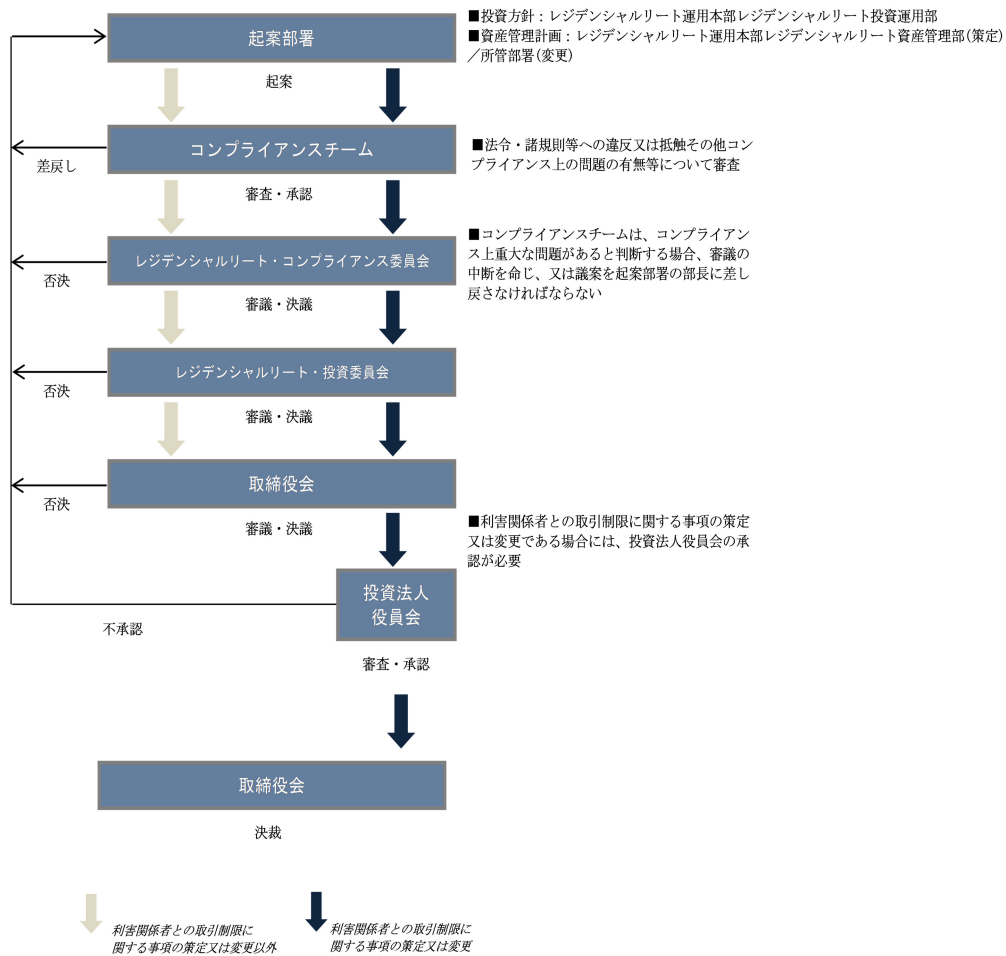 起案部署
■投資方針：レジデンシャルリート運用本部レジデンシャルリート投資運用部
■資産管理計画：レジデンシャルリート運用本部レジデンシャルリート資産管理部(策定)
／所管部署(変更)
起案
コンプライアンスチーム
■法令・諸規則等への違反又は抵触その他コン
プライアンス上の問題の有無等について審査
差戻し
審査・承認
レジデンシャルリート・コンプライアンス委員会
■コンプライアンスチームは、コンプライアン
ス上重大な問題があると判断する場合、審議の
中断を命じ、又は議案を起案部署の部長に差し
戻さなければならない
否決
審議・決議
レジデンシャルリート・投資委員会
否決
審議・決議
取締役会
否決
審議・決議
■利害関係者との取引制限に関する事項の策定
又は変更である場合には、投資法人役員会の承
認が必要
投資法人
役員会
不承認
審査・承認
取締役会
決裁
利害関係者との取引制限に
関する事項の策定又は変更以外
利害関係者との取引制限に
関する事項の策定又は変更